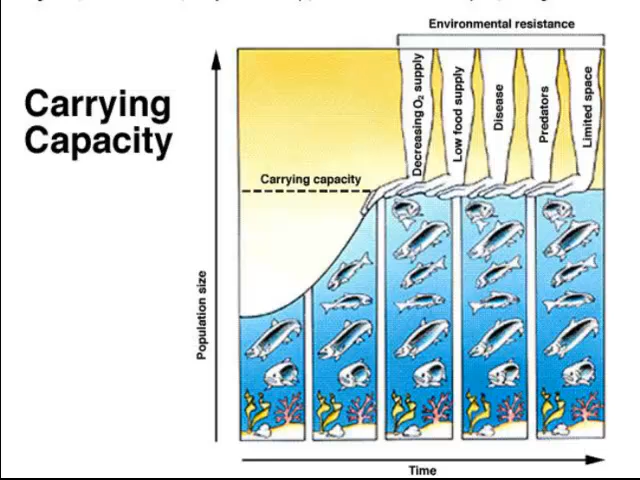 Environmental resistance
Carrying
Capacity
Decreasing O₂ supply
Low food supply
Disease
Predators
Limited space
Carrying capacity
Population size
Time